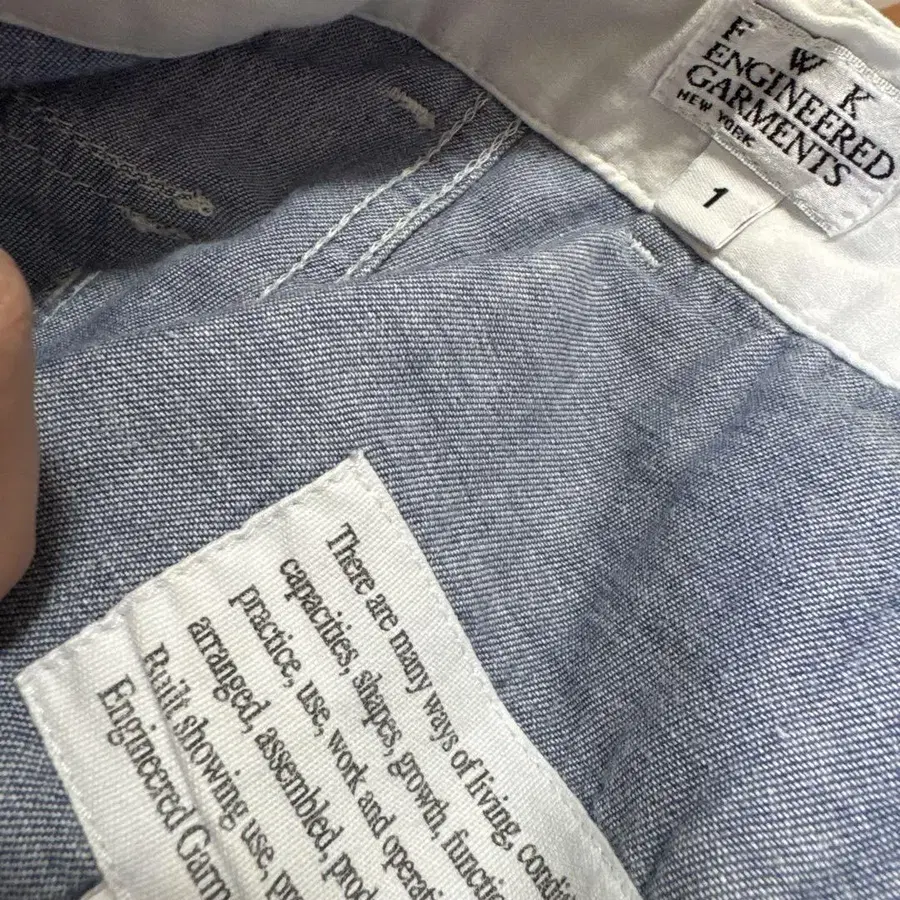 F W K
ENGINEERED
GARMENTS
NEW YORK
1
There are many ways of living,
capacities, shapes, growth,
practice, use, work and
arranged, assembled,
Built showing use,
Engineered